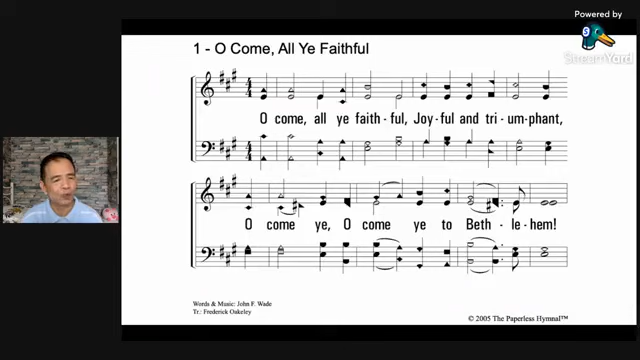 Powered by
StreamYard
1 - O Come, All Ye Faithful
O come, all ye faith - ful, Joy - ful and tri - um - phant,
O come ye, O come ye to Beth - le - hem!
Words & Music: John F. Wade
Tr.: Frederick Oakeley
© 2005 The Paperless Hymnal™